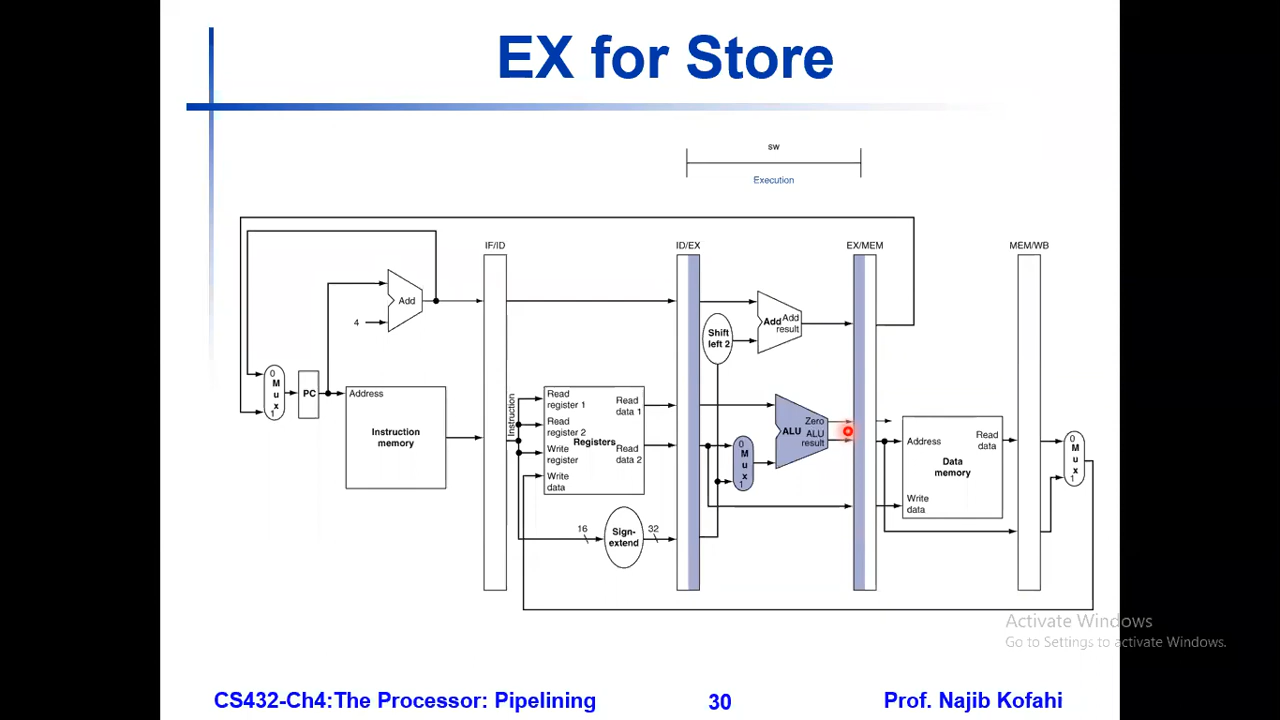 EX for Store
sw
Execution
IF/ID
ID/EX
EX/MEM
MEM/WB
Add
4
Shift
left 2
Add Add
result
0
M
u
x
1
PC
Address
Instruction
memory
Instruction
Read
register 1
Read
register 2
Write
register
Write
data
Registers
Read
data 1
Read
data 2
16
Sign-
extend
32
0
M
u
x
1
Zero
ALU
ALU
result
Address
Read
data
Data
memory
Write
data
0
M
u
x
1
Activate Windows
Go to Settings to activate Windows.
CS432-Ch4:The Processor: Pipelining
30
Prof. Najib Kofahi